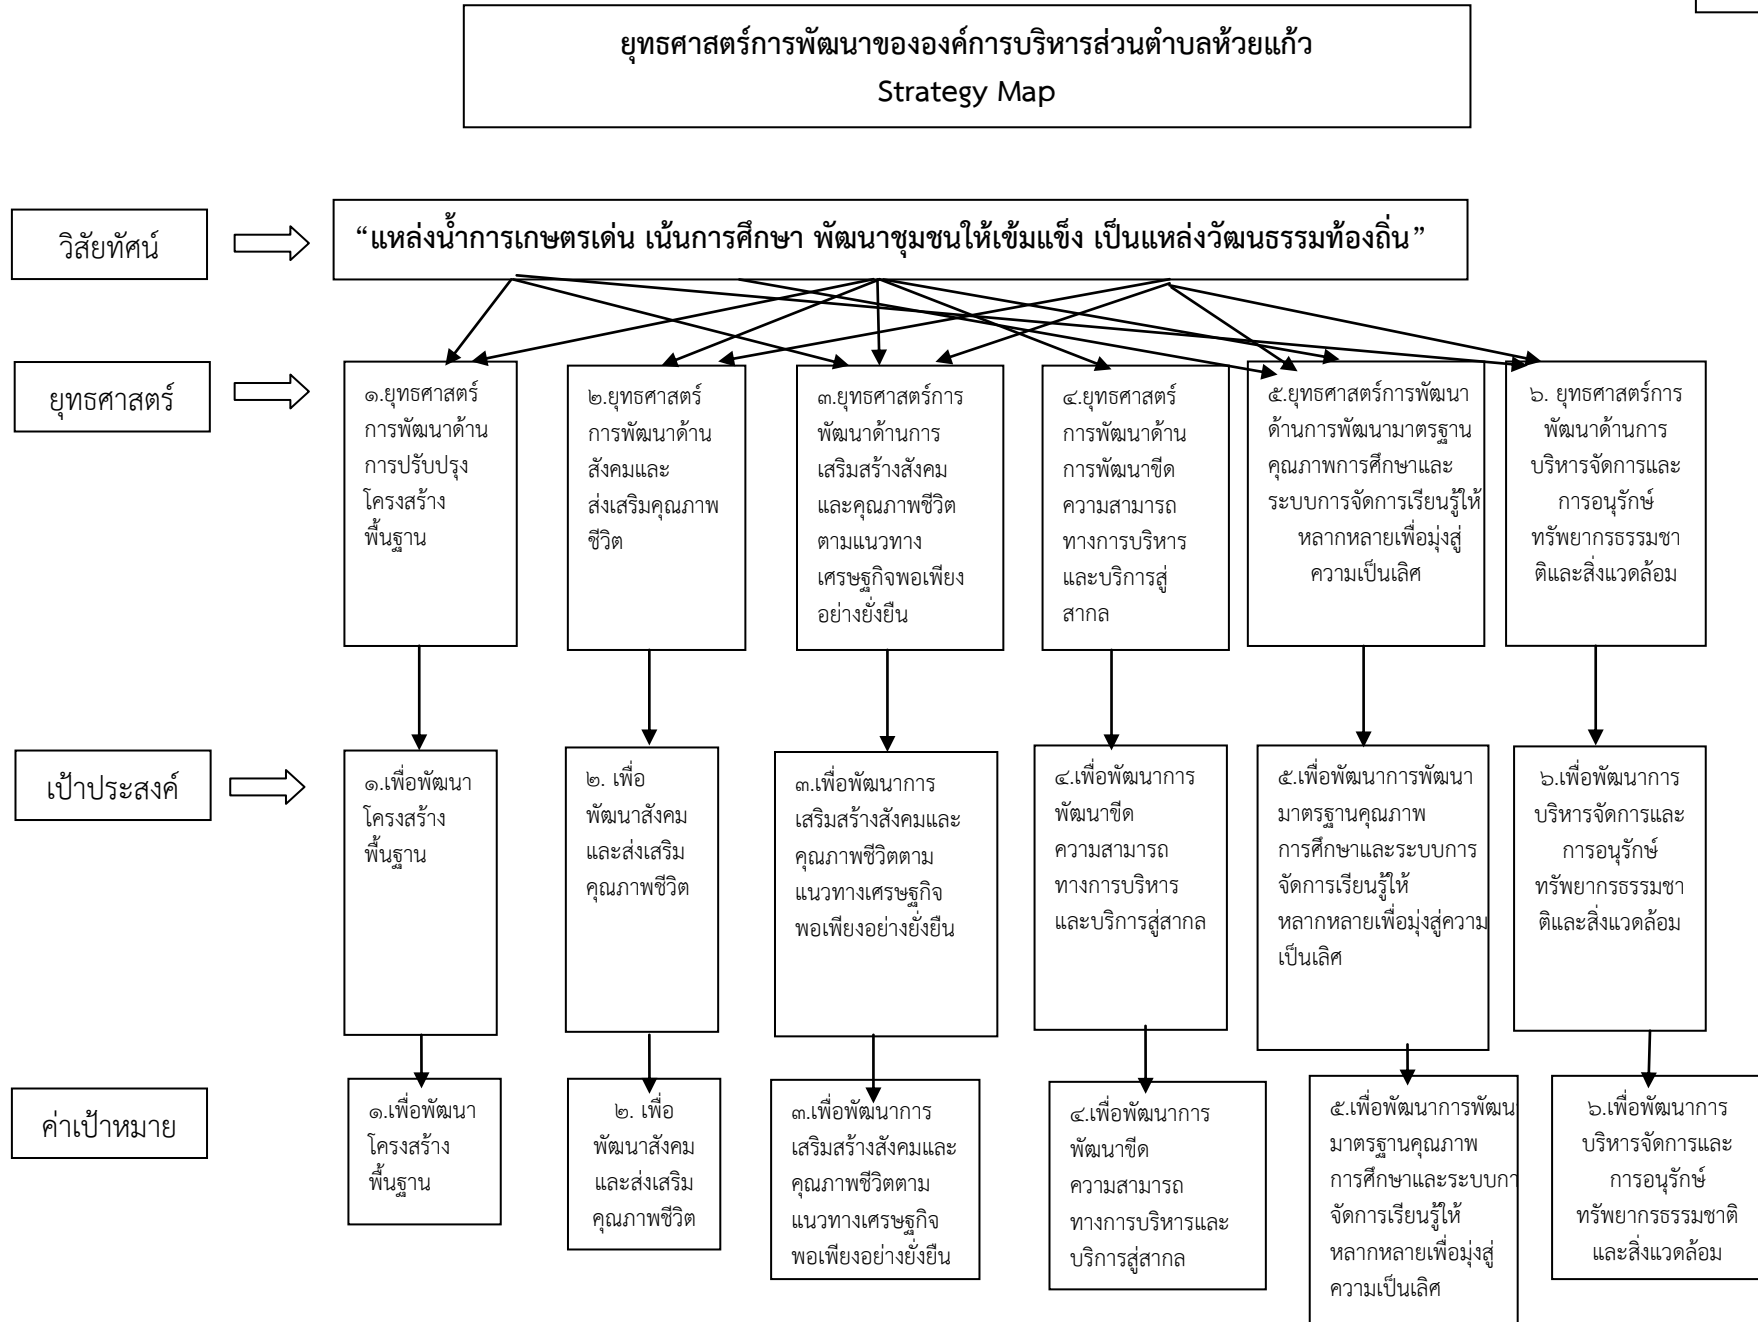 ยุทธศาสตร์การพัฒนาขององค์การบริหารส่วนตำบลห้วยแก้ว
Strategy Map
วิสัยทัศน์
“แหล่งน้ำการเกษตรเด่น เน้นการศึกษา พัฒนาชุมชนให้เข้มแข็ง เป็นแหล่งวัฒนธรรมท้องถิ่น”
ยุทธศาสตร์
๑.ยุทธศาสตร์
การพัฒนาด้าน
การปรับปรุง
โครงสร้าง
พื้นฐาน
๒.ยุทธศาสตร์
การพัฒนาด้าน
สังคมและ
ส่งเสริมคุณภาพ
ชีวิต
๓.ยุทธศาสตร์การ
พัฒนาด้านการ
เสริมสร้างสังคม
และคุณภาพชีวิต
ตามแนวทาง
เศรษฐกิจพอเพียง
อย่างยั่งยืน
๔.ยุทธศาสตร์
การพัฒนาด้าน
การพัฒนาขีด
ความสามารถ
ทางการบริหาร
และบริการสู่
สากล
๕.ยุทธศาสตร์การพัฒนา
ด้านการพัฒนามาตรฐาน
คุณภาพการศึกษาและ
ระบบการจัดการเรียนรู้ให้
หลากหลายเพื่อมุ่งสู่
ความเป็นเลิศ
๖. ยุทธศาสตร์การ
พัฒนาด้านการ
บริหารจัดการและ
การอนุรักษ์
ทรัพยากรธรรมชา
ติและสิ่งแวดล้อม
เป้าประสงค์
๑.เพื่อพัฒนา
โครงสร้าง
พื้นฐาน
๒. เพื่อ
พัฒนาสังคม
และส่งเสริม
คุณภาพชีวิต
๓.เพื่อพัฒนาการ
เสริมสร้างสังคมและ
คุณภาพชีวิตตาม
แนวทางเศรษฐกิจ
พอเพียงอย่างยั่งยืน
๔.เพื่อพัฒนาการ
พัฒนาขีด
ความสามารถ
ทางการบริหาร
และบริการสู่สากล
๕.เพื่อพัฒนาการพัฒนา
มาตรฐานคุณภาพ
การศึกษาและระบบการ
จัดการเรียนรู้ให้
หลากหลายเพื่อมุ่งสู่ความ
เป็นเลิศ
๖.เพื่อพัฒนาการ
บริหารจัดการและ
การอนุรักษ์
ทรัพยากรธรรมชา
ติและสิ่งแวดล้อม
ค่าเป้าหมาย
๑.เพื่อพัฒนา
โครงสร้าง
พื้นฐาน
๒. เพื่อ
พัฒนาสังคม
และส่งเสริม
คุณภาพชีวิต
๓.เพื่อพัฒนาการ
เสริมสร้างสังคมและ
คุณภาพชีวิตตาม
แนวทางเศรษฐกิจ
พอเพียงอย่างยั่งยืน
๔.เพื่อพัฒนาการ
พัฒนาขีด
ความสามารถ
ทางการบริหารและ
บริการสู่สากล
๕.เพื่อพัฒนาการพัฒน
มาตรฐานคุณภาพ
การศึกษาและระบบกา
จัดการเรียนรู้ให้
หลากหลายเพื่อมุ่งสู่
ความเป็นเลิศ
๖.เพื่อพัฒนาการ
บริหารจัดการและ
การอนุรักษ์
ทรัพยากรธรรมชาติ
และสิ่งแวดล้อม